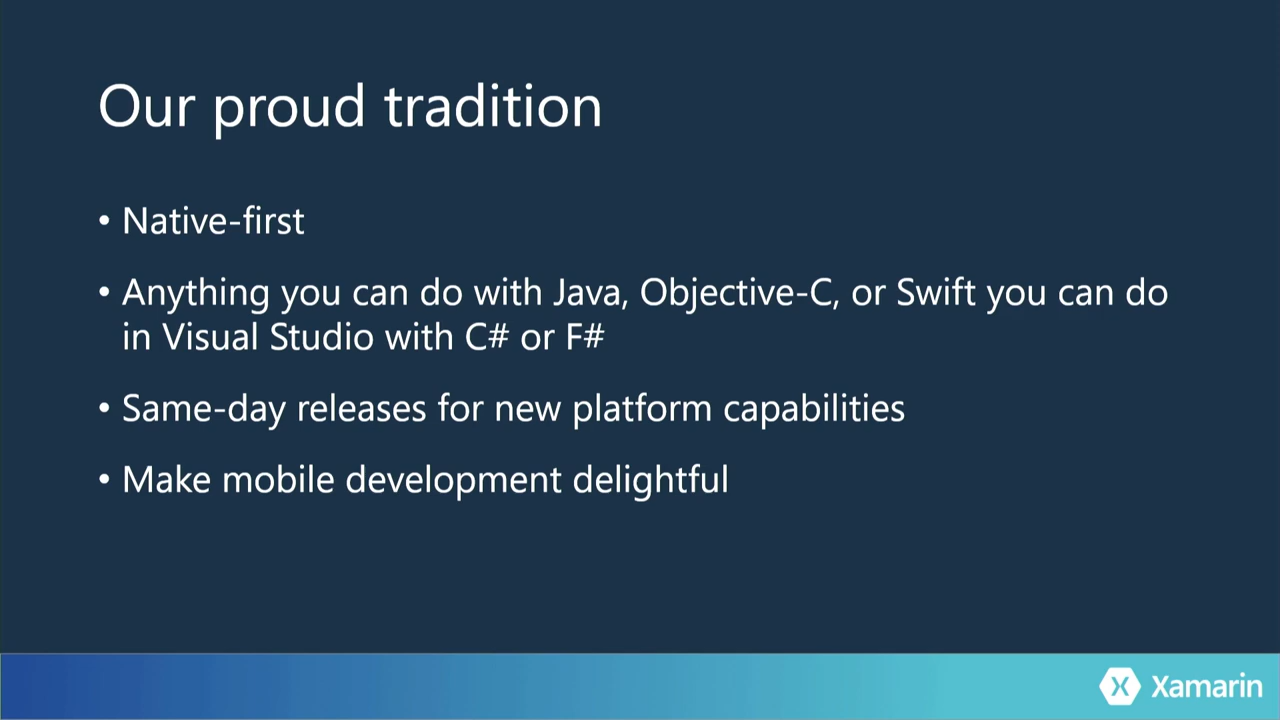 Our proud tradition
• Native-first
• Anything you can do with Java, Objective-C, or Swift you can do
in Visual Studio with C# or F#
• Same-day releases for new platform capabilities
• Make mobile development delightful
Xamarin